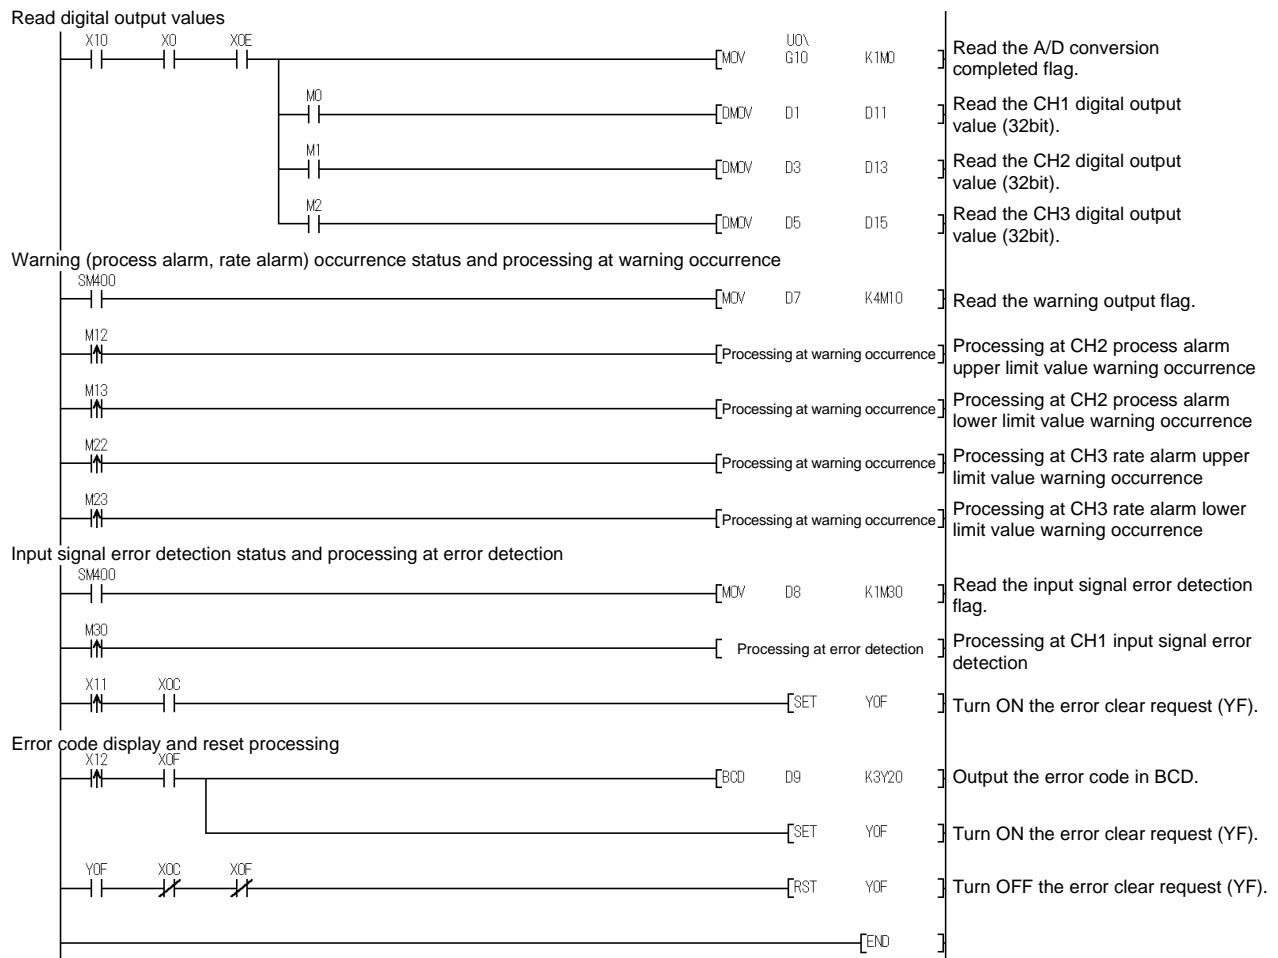 Read digital output values
X10 X0 X0E
U0\
MOV G10 K1M0
Read the A/D conversion
completed flag.
M0
DMOV D1 D11
Read the CH1 digital output
value (32bit).
M1
DMOV D3 D13
Read the CH2 digital output
value (32bit).
M2
DMOV D5 D15
Read the CH3 digital output
value (32bit).
Warning (process alarm, rate alarm) occurrence status and processing at warning occurrence
SM400
MOV D7 K4M10
Read the warning output flag.
M12
Processing at warning occurrence
Processing at CH2 process alarm
upper limit value warning occurrence
M13
Processing at warning occurrence
Processing at CH2 process alarm
lower limit value warning occurrence
M22
Processing at warning occurrence
Processing at CH3 rate alarm upper
limit value warning occurrence
M23
Processing at warning occurrence
Processing at CH3 rate alarm lower
limit value warning occurrence
Input signal error detection status and processing at error detection
SM400
MOV D8 K1M30
Read the input signal error detection
flag.
M30
Processing at error detection
Processing at CH1 input signal error
detection
X11 X0C
SET Y0F
Turn ON the error clear request (YF).
Error code display and reset processing
X12 X0F
BCD D9 K3Y20
Output the error code in BCD.
SET Y0F
Turn ON the error clear request (YF).
Y0F X0C X0F
RST Y0F
Turn OFF the error clear request (YF).
END